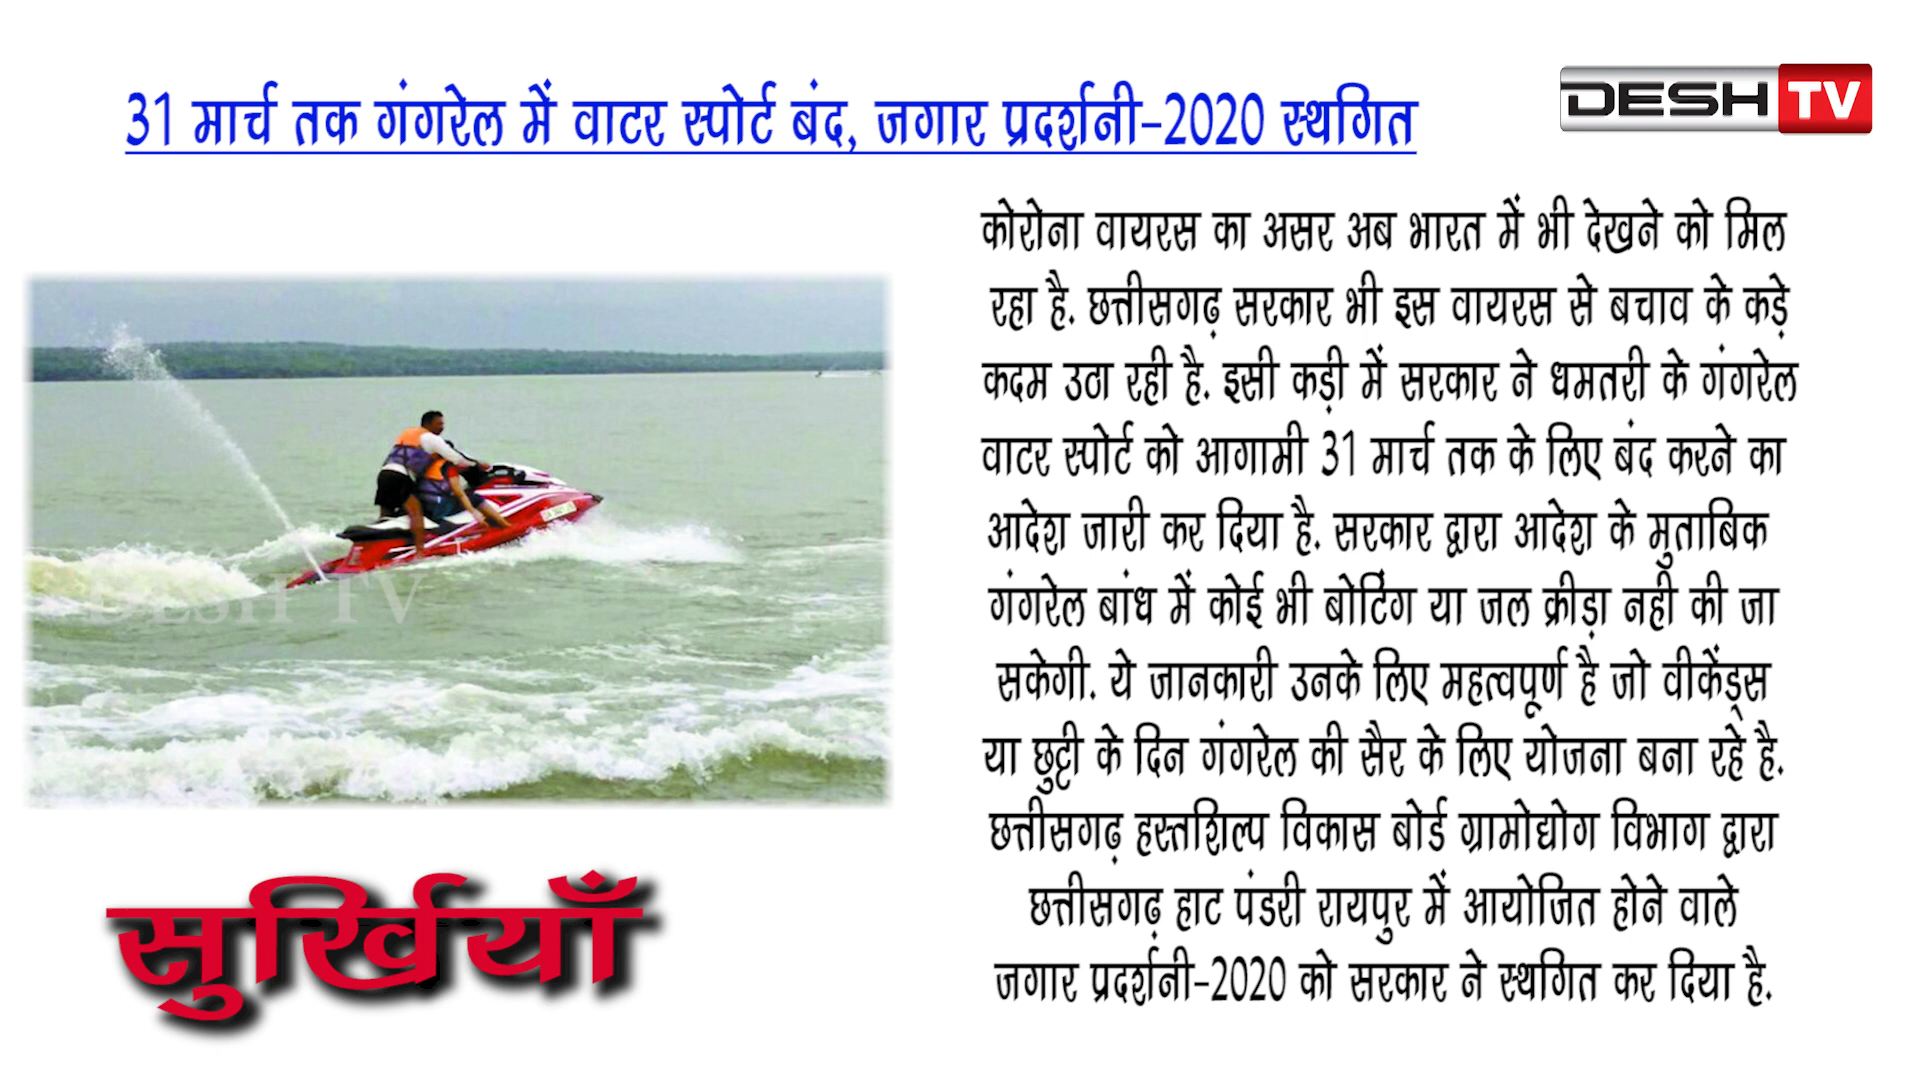 31 मार्च तक गंगरेल में वाटर स्पोर्ट बंद, जगार प्रदर्शनी-2020 स्थगित
DESH TV
कोरोना वायरस का असर अब भारत में भी देखने को मिल
रहा है. छत्तीसगढ़ सरकार भी इस वायरस से बचाव के कड़े
कदम उठा रही है. इसी कड़ी में सरकार ने धमतरी के गंगरेल
वाटर स्पोर्ट को आगामी 31 मार्च तक के लिए बंद करने का
आदेश जारी कर दिया है. सरकार द्वारा आदेश के मुताबिक
गंगरेल बांध में कोई भी बोटिंग या जल क्रीड़ा नही की जा
सकेगी. ये जानकारी उनके लिए महत्वपूर्ण है जो वीकेंड्स
या छुट्टी के दिन गंगरेल की सैर के लिए योजना बना रहे है.
छत्तीसगढ़ हस्तशिल्प विकास बोर्ड ग्रामोद्योग विभाग द्वारा
छत्तीसगढ़ हाट पंडरी रायपुर में आयोजित होने वाले
जगार प्रदर्शनी-2020 को सरकार ने स्थगित कर दिया है.
DESH TV
सुर्खियाँ